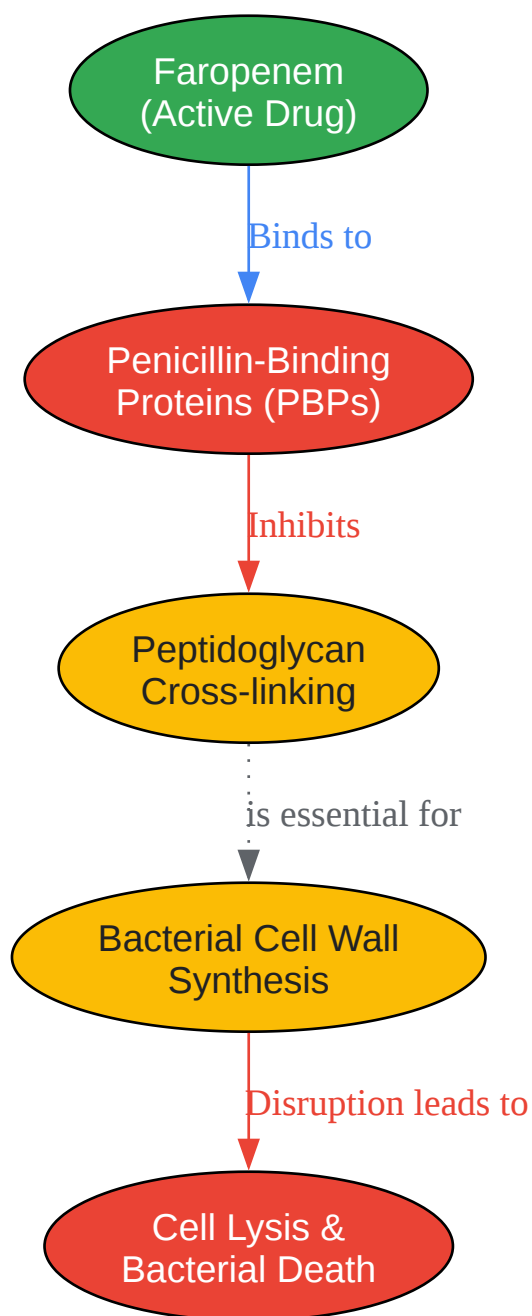 Faropenem
(Active Drug)
Binds to
Penicillin-Binding
Proteins (PBPs)
Inhibits
Peptidoglycan
Cross-linking
is essential for
Bacterial Cell Wall
Synthesis
Disruption leads to
Cell Lysis &
Bacterial Death